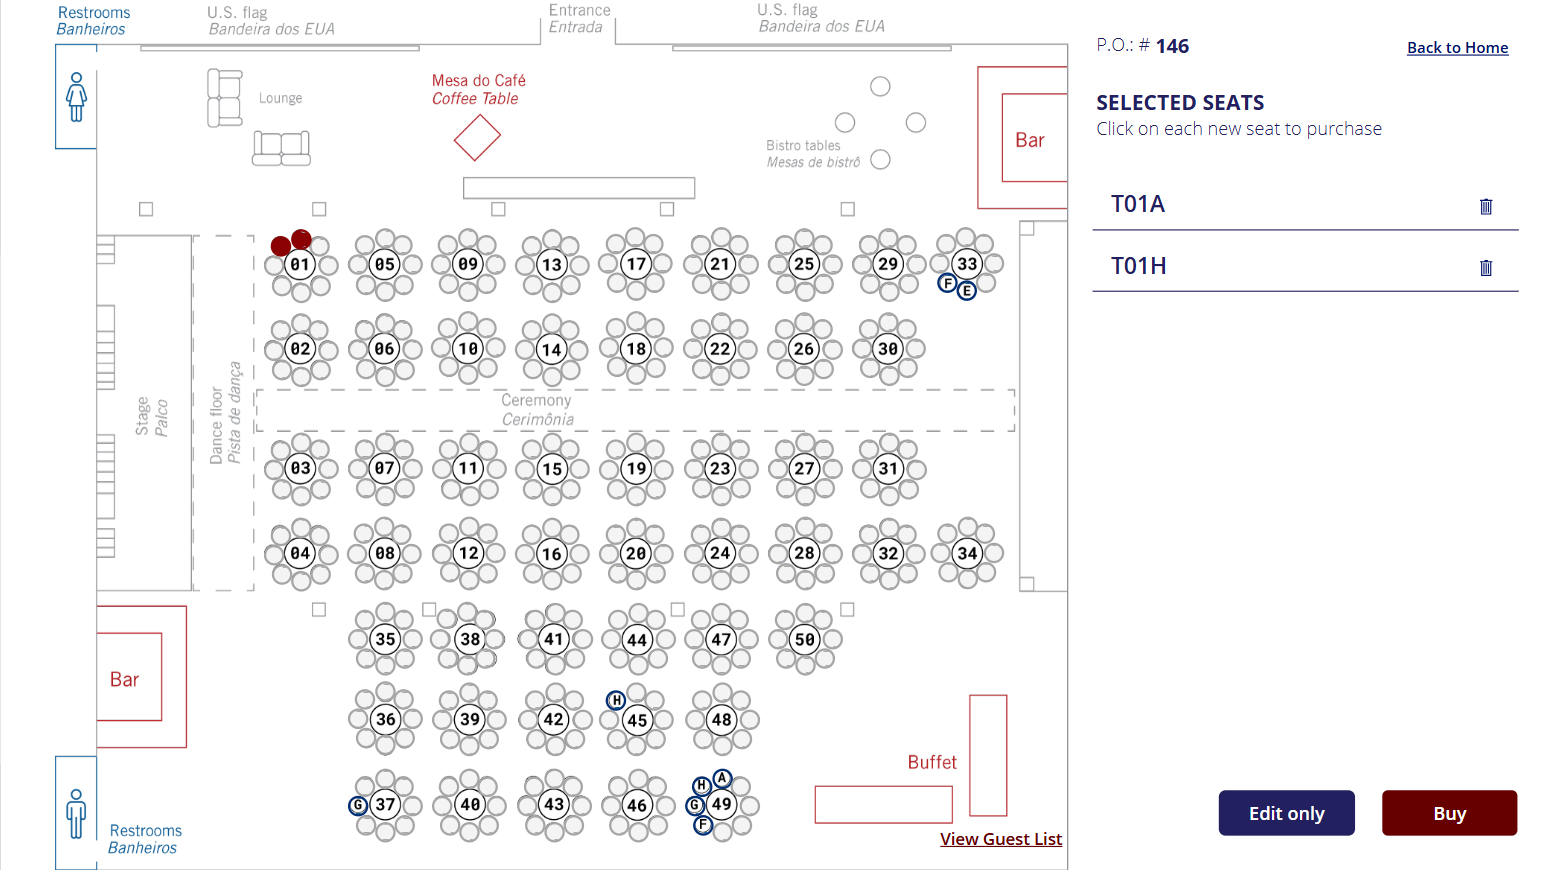 Restrooms
Banheiros
U.S. flag
Bandeira dos EUA
Entrance
Entrada
U.S. flag
Bandeira dos EUA
Lounge
Mesa do Café
Coffee Table
Bistro tables
Mesas de bistrô
Bar
01 05 09 13 17 21 25 29 33
F E
02 06 10 14 18 22 26 30
Ceremony
Cerimônia
Stage
Palco
Dance floor
Pista de dança
03 07 11 15 19 23 27 31
04 08 12 16 20 24 28 32 34
35 38 41 44 47 50
Bar
H
36 39 42 45 48
Buffet
H A
G 37 40 43 46 G 49
F
Restrooms
Banheiros
View Guest List
P.O.: # 146
Back to Home
SELECTED SEATS
Click on each new seat to purchase
T01A
T01H
Edit only
Buy